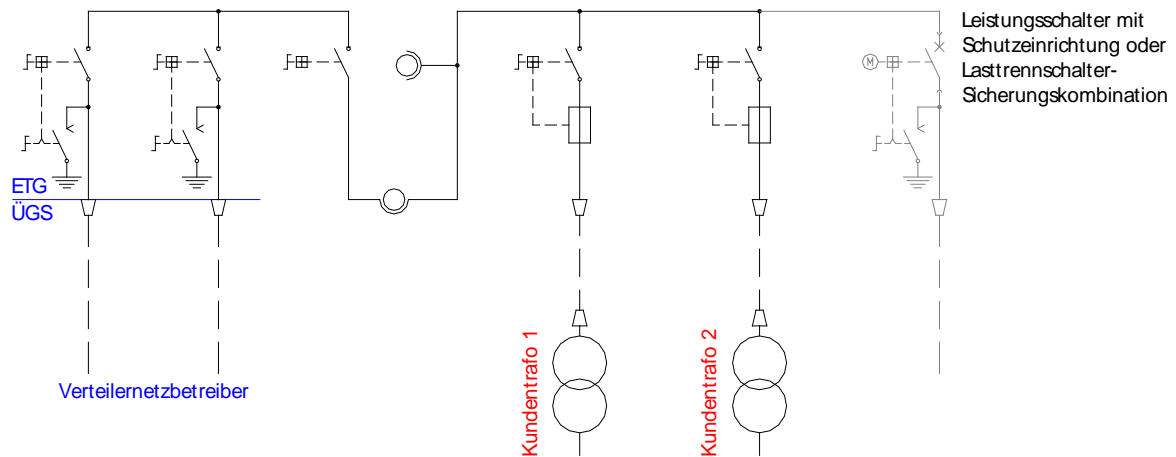 Leistungsschalter mit
Schutzeinrichtung oder
Lasttrennschalter-
Sicherungskombination
M
ETG
ÜGS
Kundentrafo 1
Kundentrafo 2
Verteilernetzbetreiber